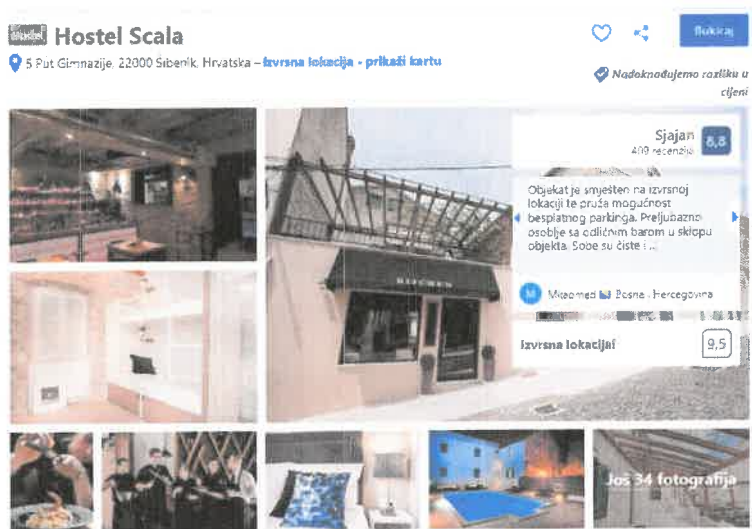 Hostel
Hostel Scala
Bukiraj
5 Put Gimnazije, 22000 Šibenik, Hrvatska – Izvrsna lokacija - prikaži kartu
Nadoknađujemo razliku u
cijeni
Sjajan
8,8
409 recenzija
Objekat je smješten na izvrsnoj
lokaciji te pruža mogućnost
besplatnog parkinga. Preljubazno
osoblje sa odličnim barom u sklopu
objekta. Sobe su čiste i ...
M
Bosna i Hercegovina
Izvrsna lokacija!
9,5
Još 34 fotografija